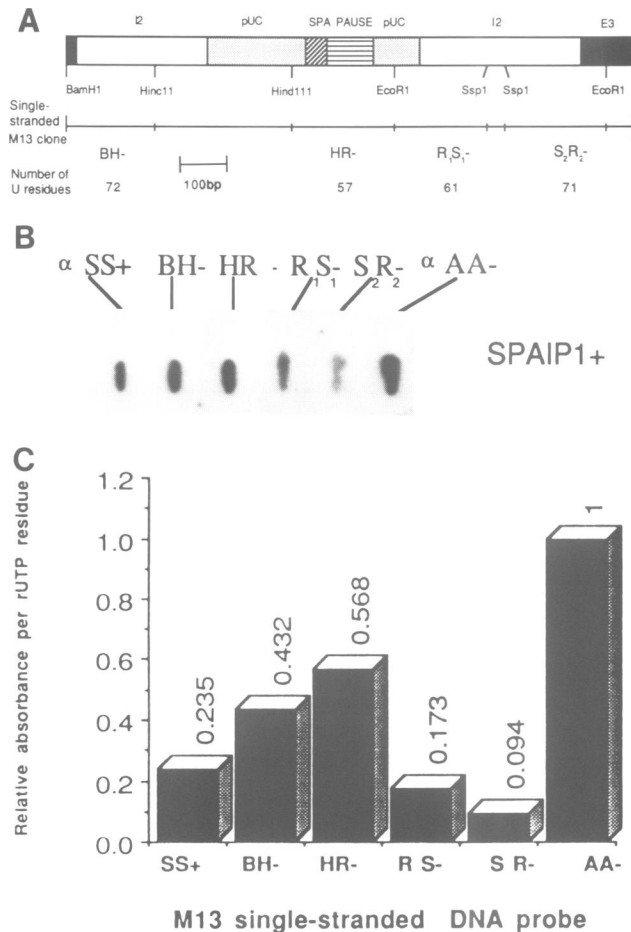 A
I2 pUC SPA PAUSE pUC I2 E3
BamH1 Hinc11 Hind111 EcoR1 Ssp1 Ssp1 EcoR1
Single-
stranded
M13 clone
BH- HR- R1S1- S2R2-
Number of
U residues
72 100bp 57 61 71
B
α SS+ BH- HR - R1S1- S2R2- α AA-
SPAIP1+
C
Relative absorbance per rUTP residue
1.2
1.0
0.8
0.6
0.4
0.2
0.0
0.235 0.432 0.568 0.173 0.094 1
SS+ BH- HR- R S- S R- AA-
M13 single-stranded DNA probe